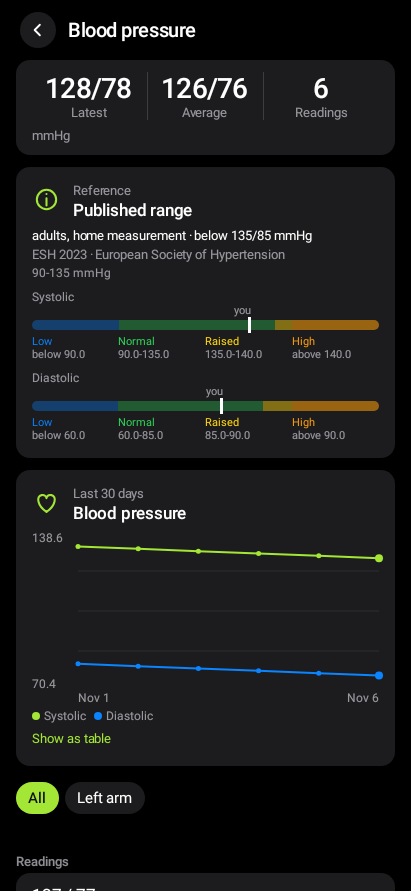 Blood pressure
128/78
126/76
6
Latest
Average
Readings
mmHg
Reference
Published range
adults, home measurement · below 135/85 mmHg
ESH 2023 · European Society of Hypertension
90-135 mmHg
Systolic
you
Low
Normal
Raised
High
below 90.0
90.0-135.0
135.0-140.0
above 140.0
Diastolic
you
Low
Normal
Raised
High
below 60.0
60.0-85.0
85.0-90.0
above 90.0
Last 30 days
Blood pressure
138.6
70.4
Nov 1
Nov 6
Systolic
Diastolic
Show as table
All
Left arm
Readings